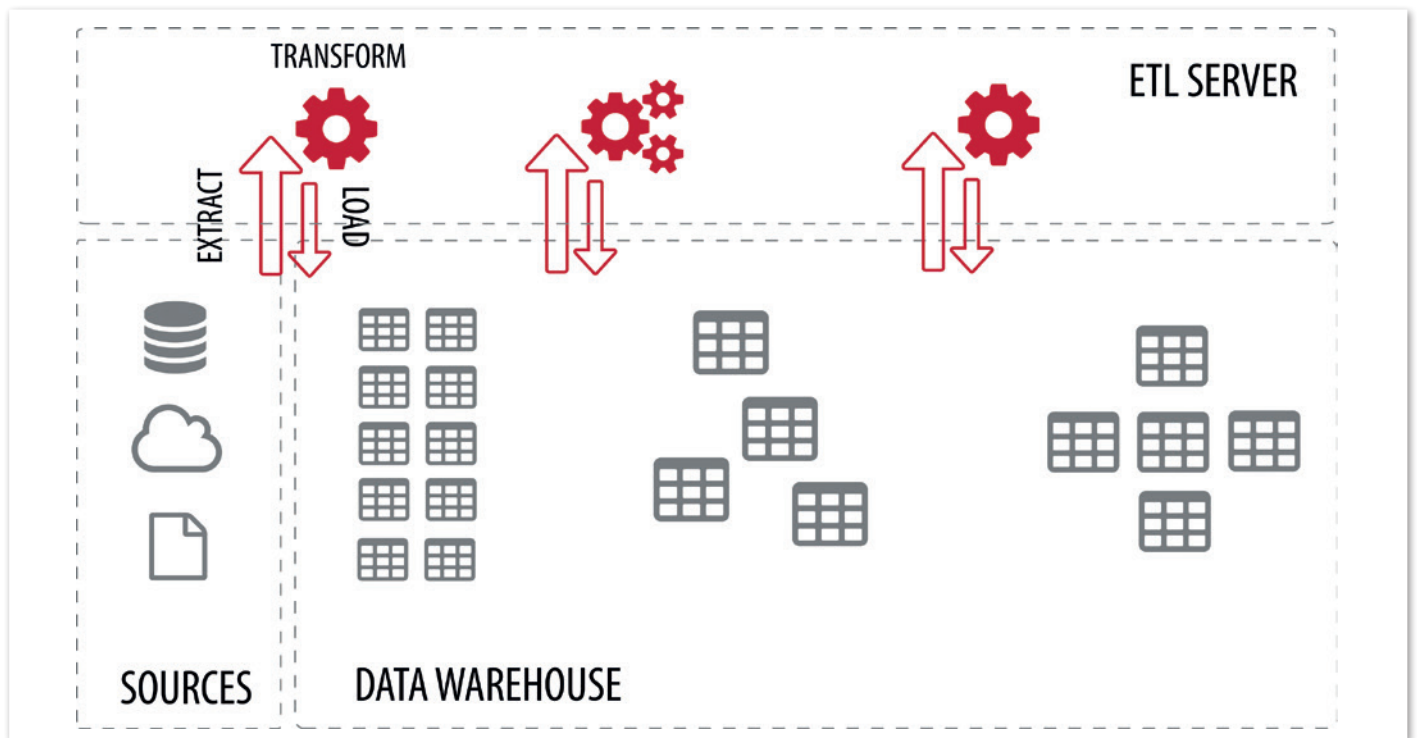 TRANSFORM
ETL SERVER
EXTRACT
LOAD
SOURCES
DATA WAREHOUSE